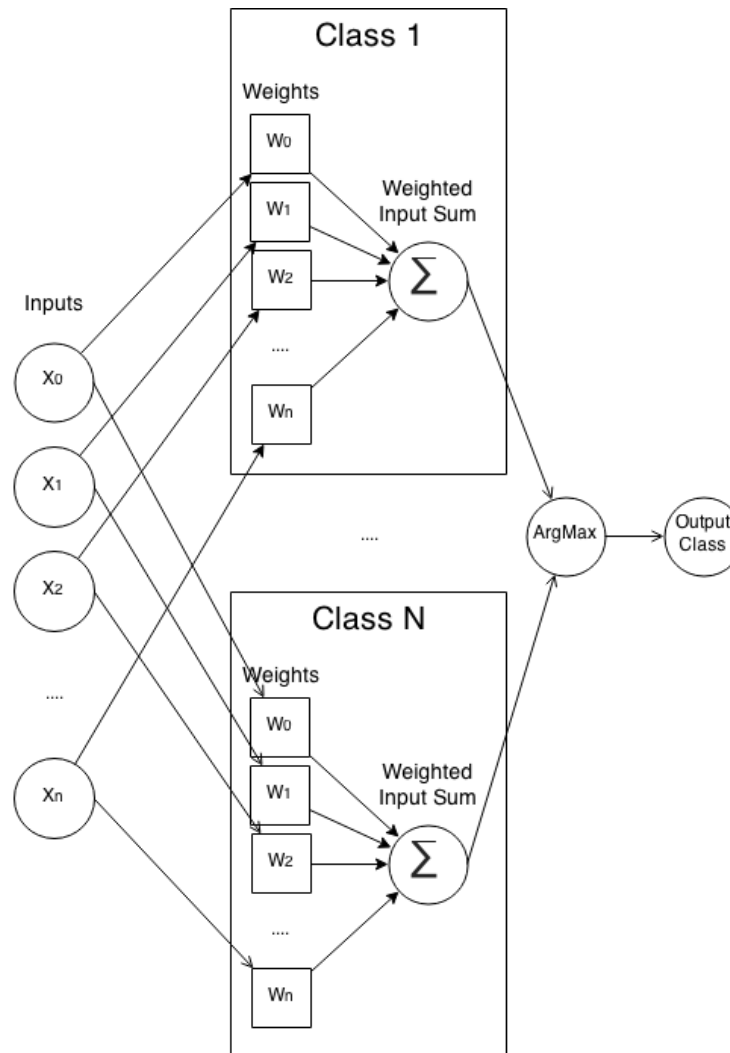 Class 1
Weights
W0
W1
W2
....
Wn
Weighted
Input Sum
Σ
Inputs
X0
X1
X2
....
Xn
....
ArgMax
Output
Class
Class N
Weights
W0
W1
W2
....
Wn
Weighted
Input Sum
Σ